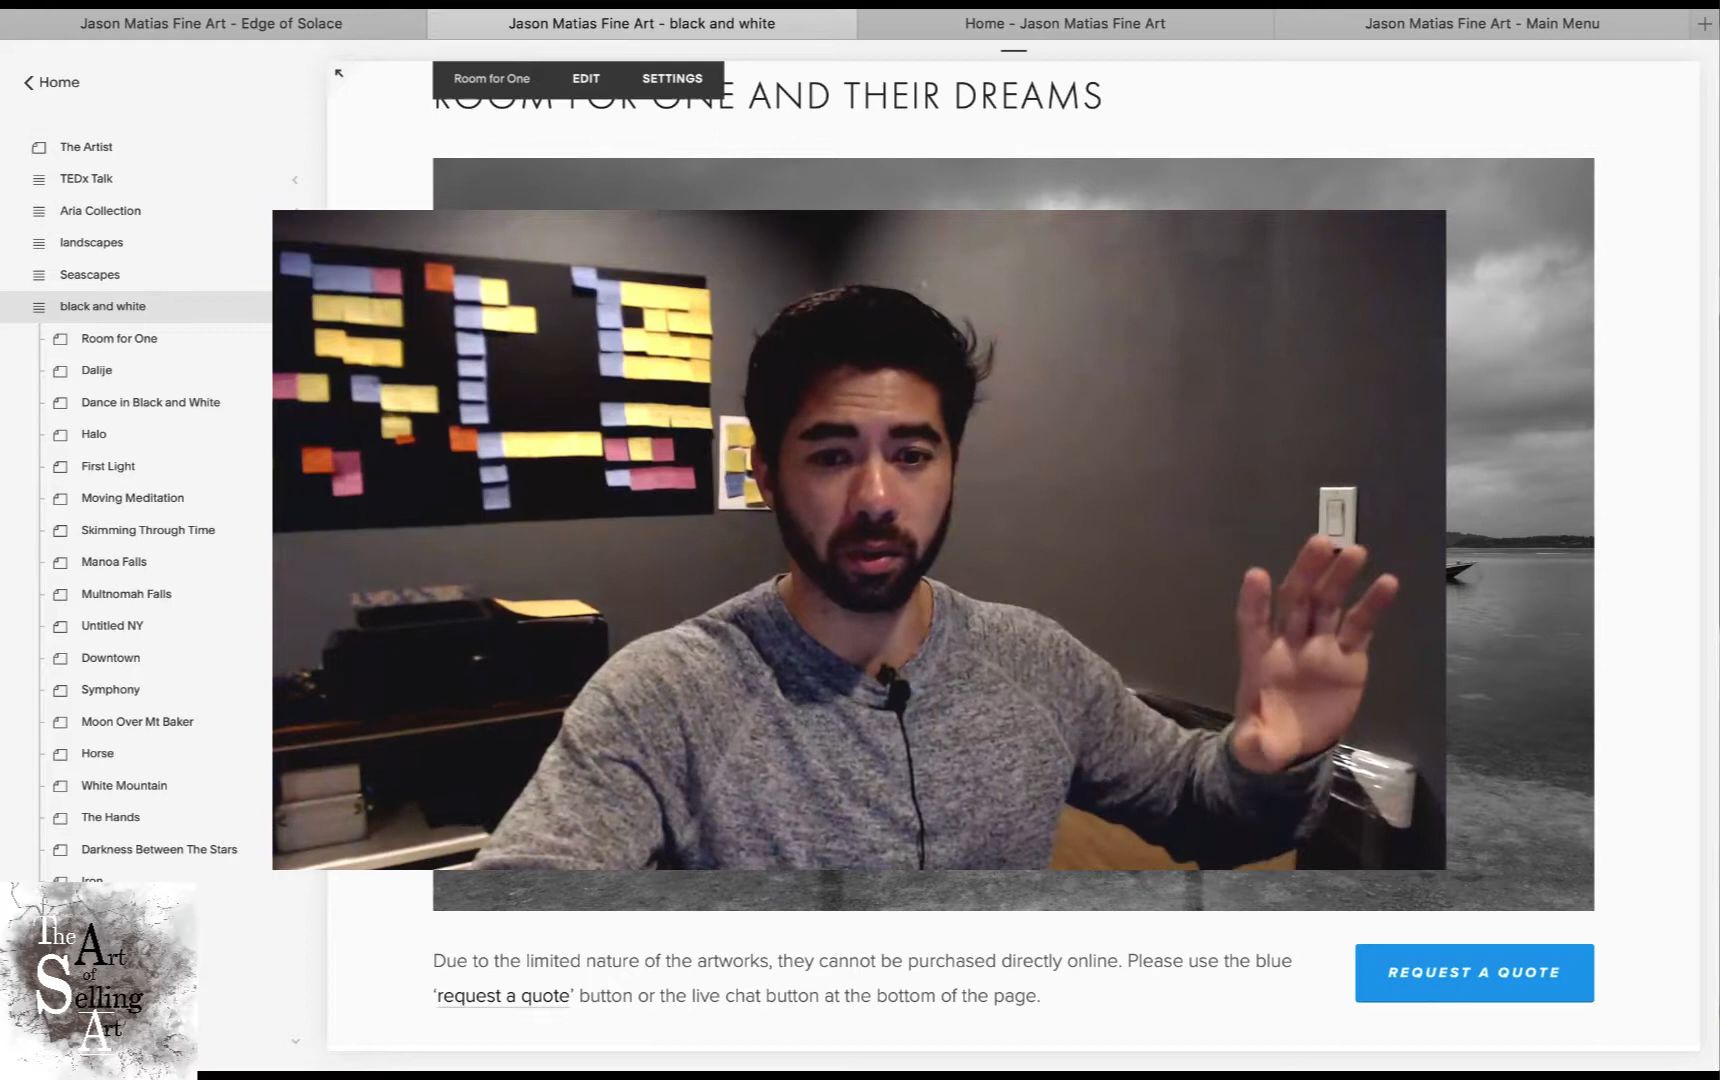 Jason Matias Fine Art - Edge of Solace
Jason Matias Fine Art - black and white
Home - Jason Matias Fine Art
Jason Matias Fine Art - Main Menu
Home
Room for One
EDIT
SETTINGS
ROOM FOR ONE AND THEIR DREAMS
The Artist
TEDx Talk
Aria Collection
landscapes
Seascapes
black and white
Room for One
Dalije
Dance in Black and White
Halo
First Light
Moving Meditation
Skimming Through Time
Manoa Falls
Multnomah Falls
Untitled NY
Downtown
Symphony
Moon Over Mt Baker
Horse
White Mountain
The Hands
Darkness Between The Stars
Iron
The Art
of
Selling
Art
Due to the limited nature of the artworks, they cannot be purchased directly online. Please use the blue
‘request a quote’ button or the live chat button at the bottom of the page.
REQUEST A QUOTE